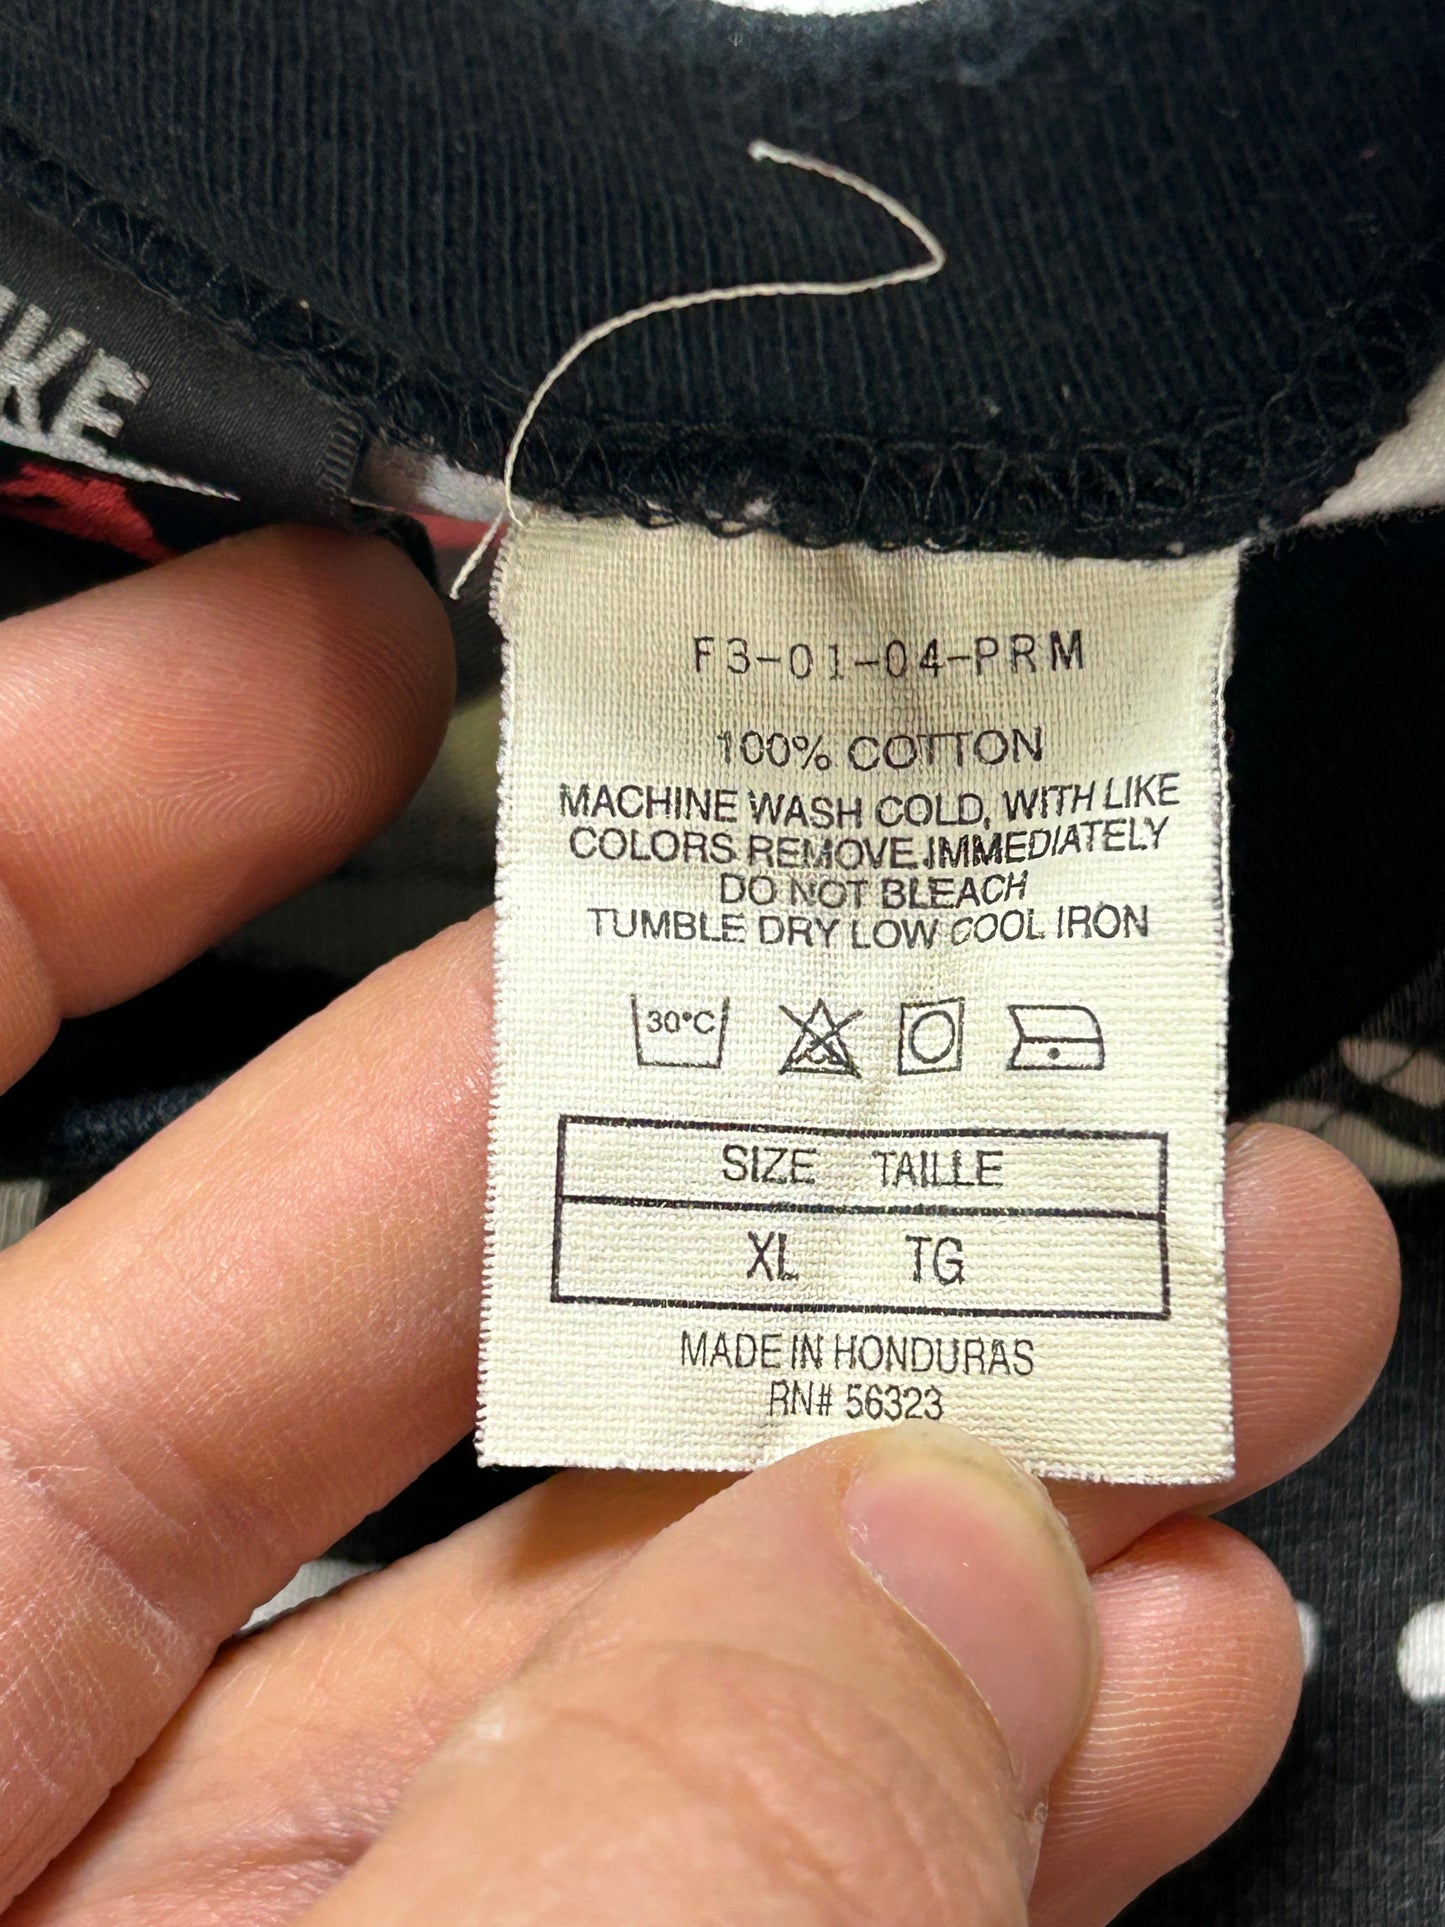 F3-01-04-PRM
100% COTTON
MACHINE WASH COLD, WITH LIKE
COLORS REMOVE IMMEDIATELY
DO NOT BLEACH
TUMBLE DRY LOW COOL IRON
30°C
SIZE TAILLE
XL TG
MADE IN HONDURAS
RN# 56323